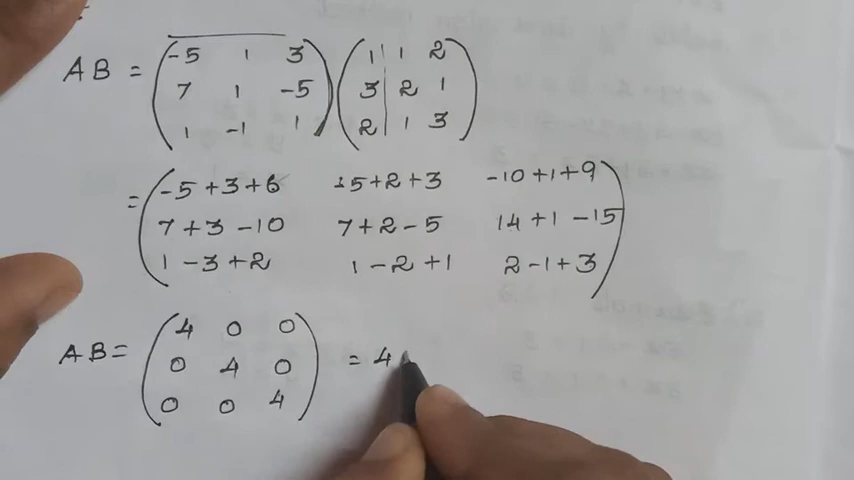 AB = (-5 1 3) (1 1 2)
7 1 -5 3 2 1
1 -1 1 2 1 3
= (-5+3+6 -5+2+3 -10+1+9)
7+3-10 7+2-5 14+1-15
1-3+2 1-2+1 2-1+3
AB = (4 0 0) = 4
0 4 0
0 0 4